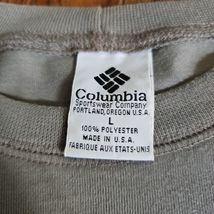 Columbia
Sportswear Company
PORTLAND, OREGON U.S.A.
L
100% POLYESTER
MADE IN U.S.A.
FABRIQUE AUX ETATS-UNIS